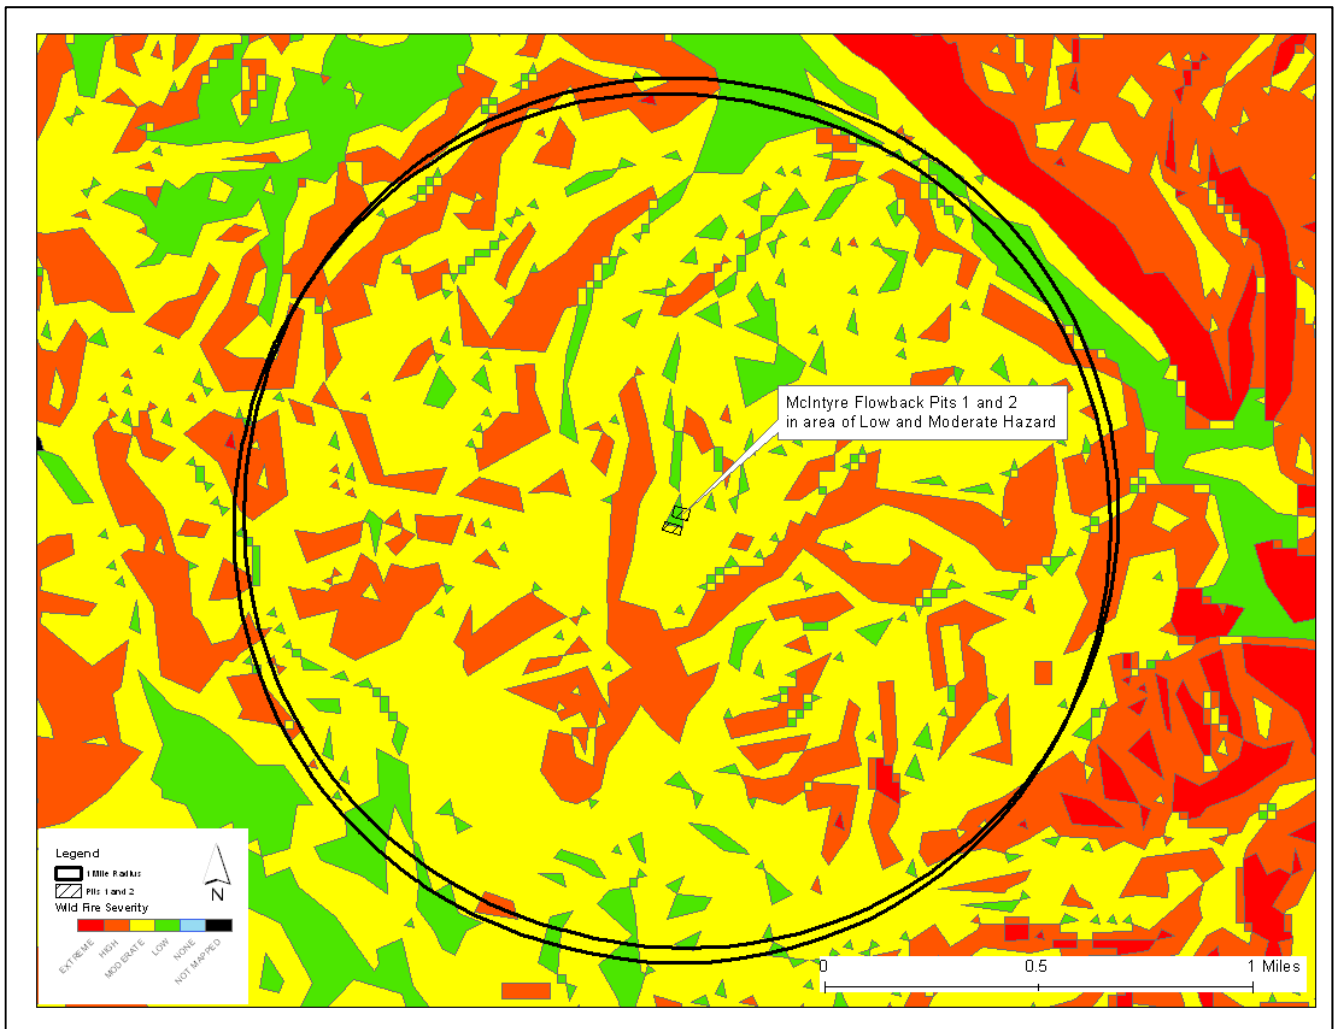 McIntyre Flowback Pits 1 and 2
in area of Low and Moderate Hazard
Legend
1 Mile Radius
Pits 1 and 2
Wild Fire Severity
N
EXTREME
HIGH
MODERATE
LOW
NONE
NOT MAPPED
0 0.5 1 Miles